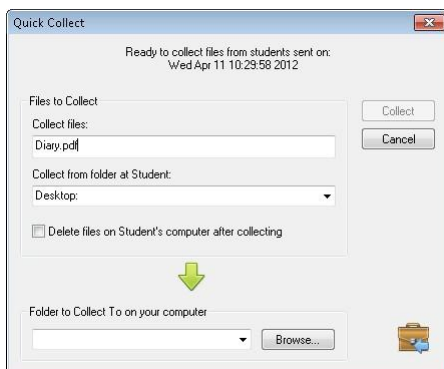 Quick Collect
Ready to collect files from students sent on:
Wed Apr 11 10:29:58 2012
Files to Collect
Collect
Collect files:
Diary.pdf
Cancel
Collect from folder at Student:
Desktop:
Delete files on Student's computer after collecting
Folder to Collect To on your computer
Browse...